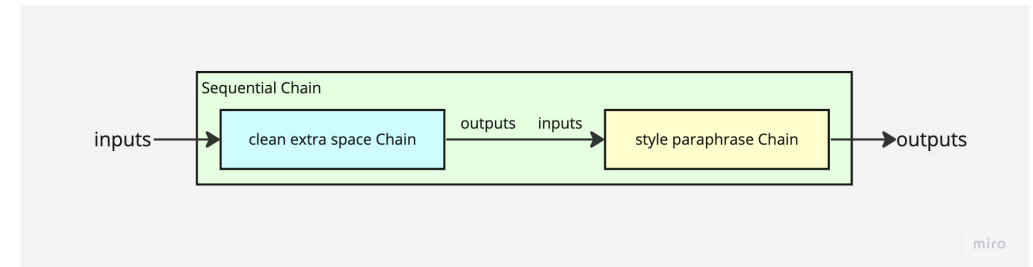 Sequential Chain
inputs
clean extra space Chain
outputs
inputs
style paraphrase Chain
outputs
miro